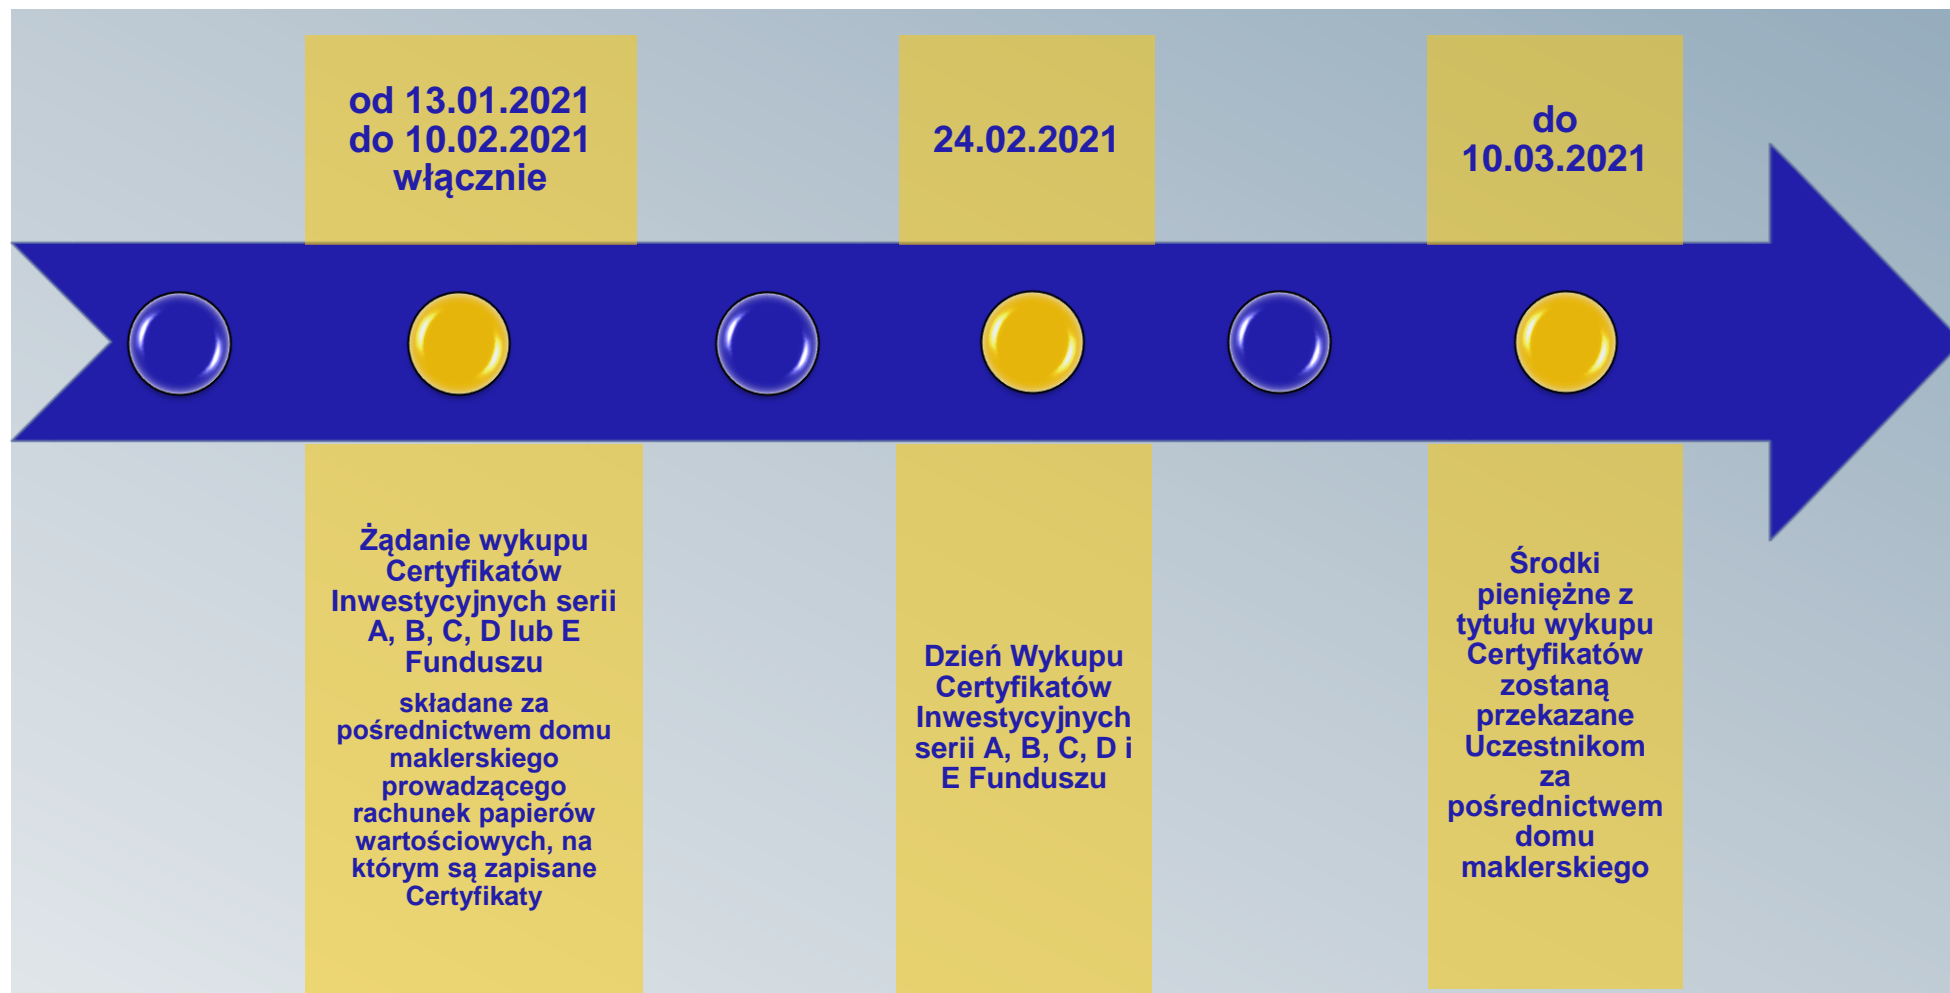 od 13.01.2021
do 10.02.2021
włącznie
24.02.2021
do
10.03.2021
Żądanie wykupu
Certyfikatów
Inwestycyjnych serii
A, B, C, D lub E
Funduszu
składane za
pośrednictwem domu
maklerskiego
prowadzącego
rachunek papierów
wartościowych, na
którym są zapisane
Certyfikaty
Dzień Wykupu
Certyfikatów
Inwestycyjnych
serii A, B, C, D i
E Funduszu
Środki
pieniężne z
tytułu wykupu
Certyfikatów
zostaną
przekazane
Uczestnikom
za
pośrednictwem
domu
maklerskiego